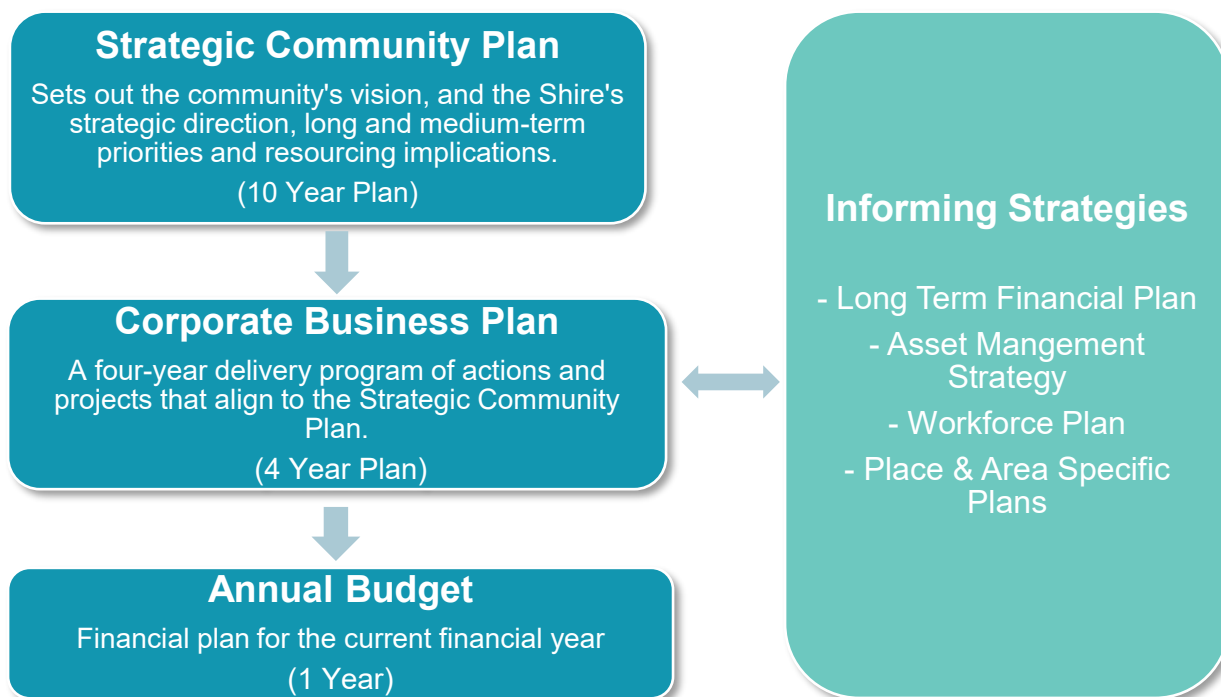 Strategic Community Plan
Sets out the community's vision, and the Shire's
strategic direction, long and medium-term
priorities and resourcing implications.
(10 Year Plan)
Corporate Business Plan
A four-year delivery program of actions and
projects that align to the Strategic Community
Plan.
(4 Year Plan)
Annual Budget
Financial plan for the current financial year
(1 Year)
Informing Strategies
- Long Term Financial Plan
- Asset Mangement
Strategy
- Workforce Plan
- Place & Area Specific
Plans